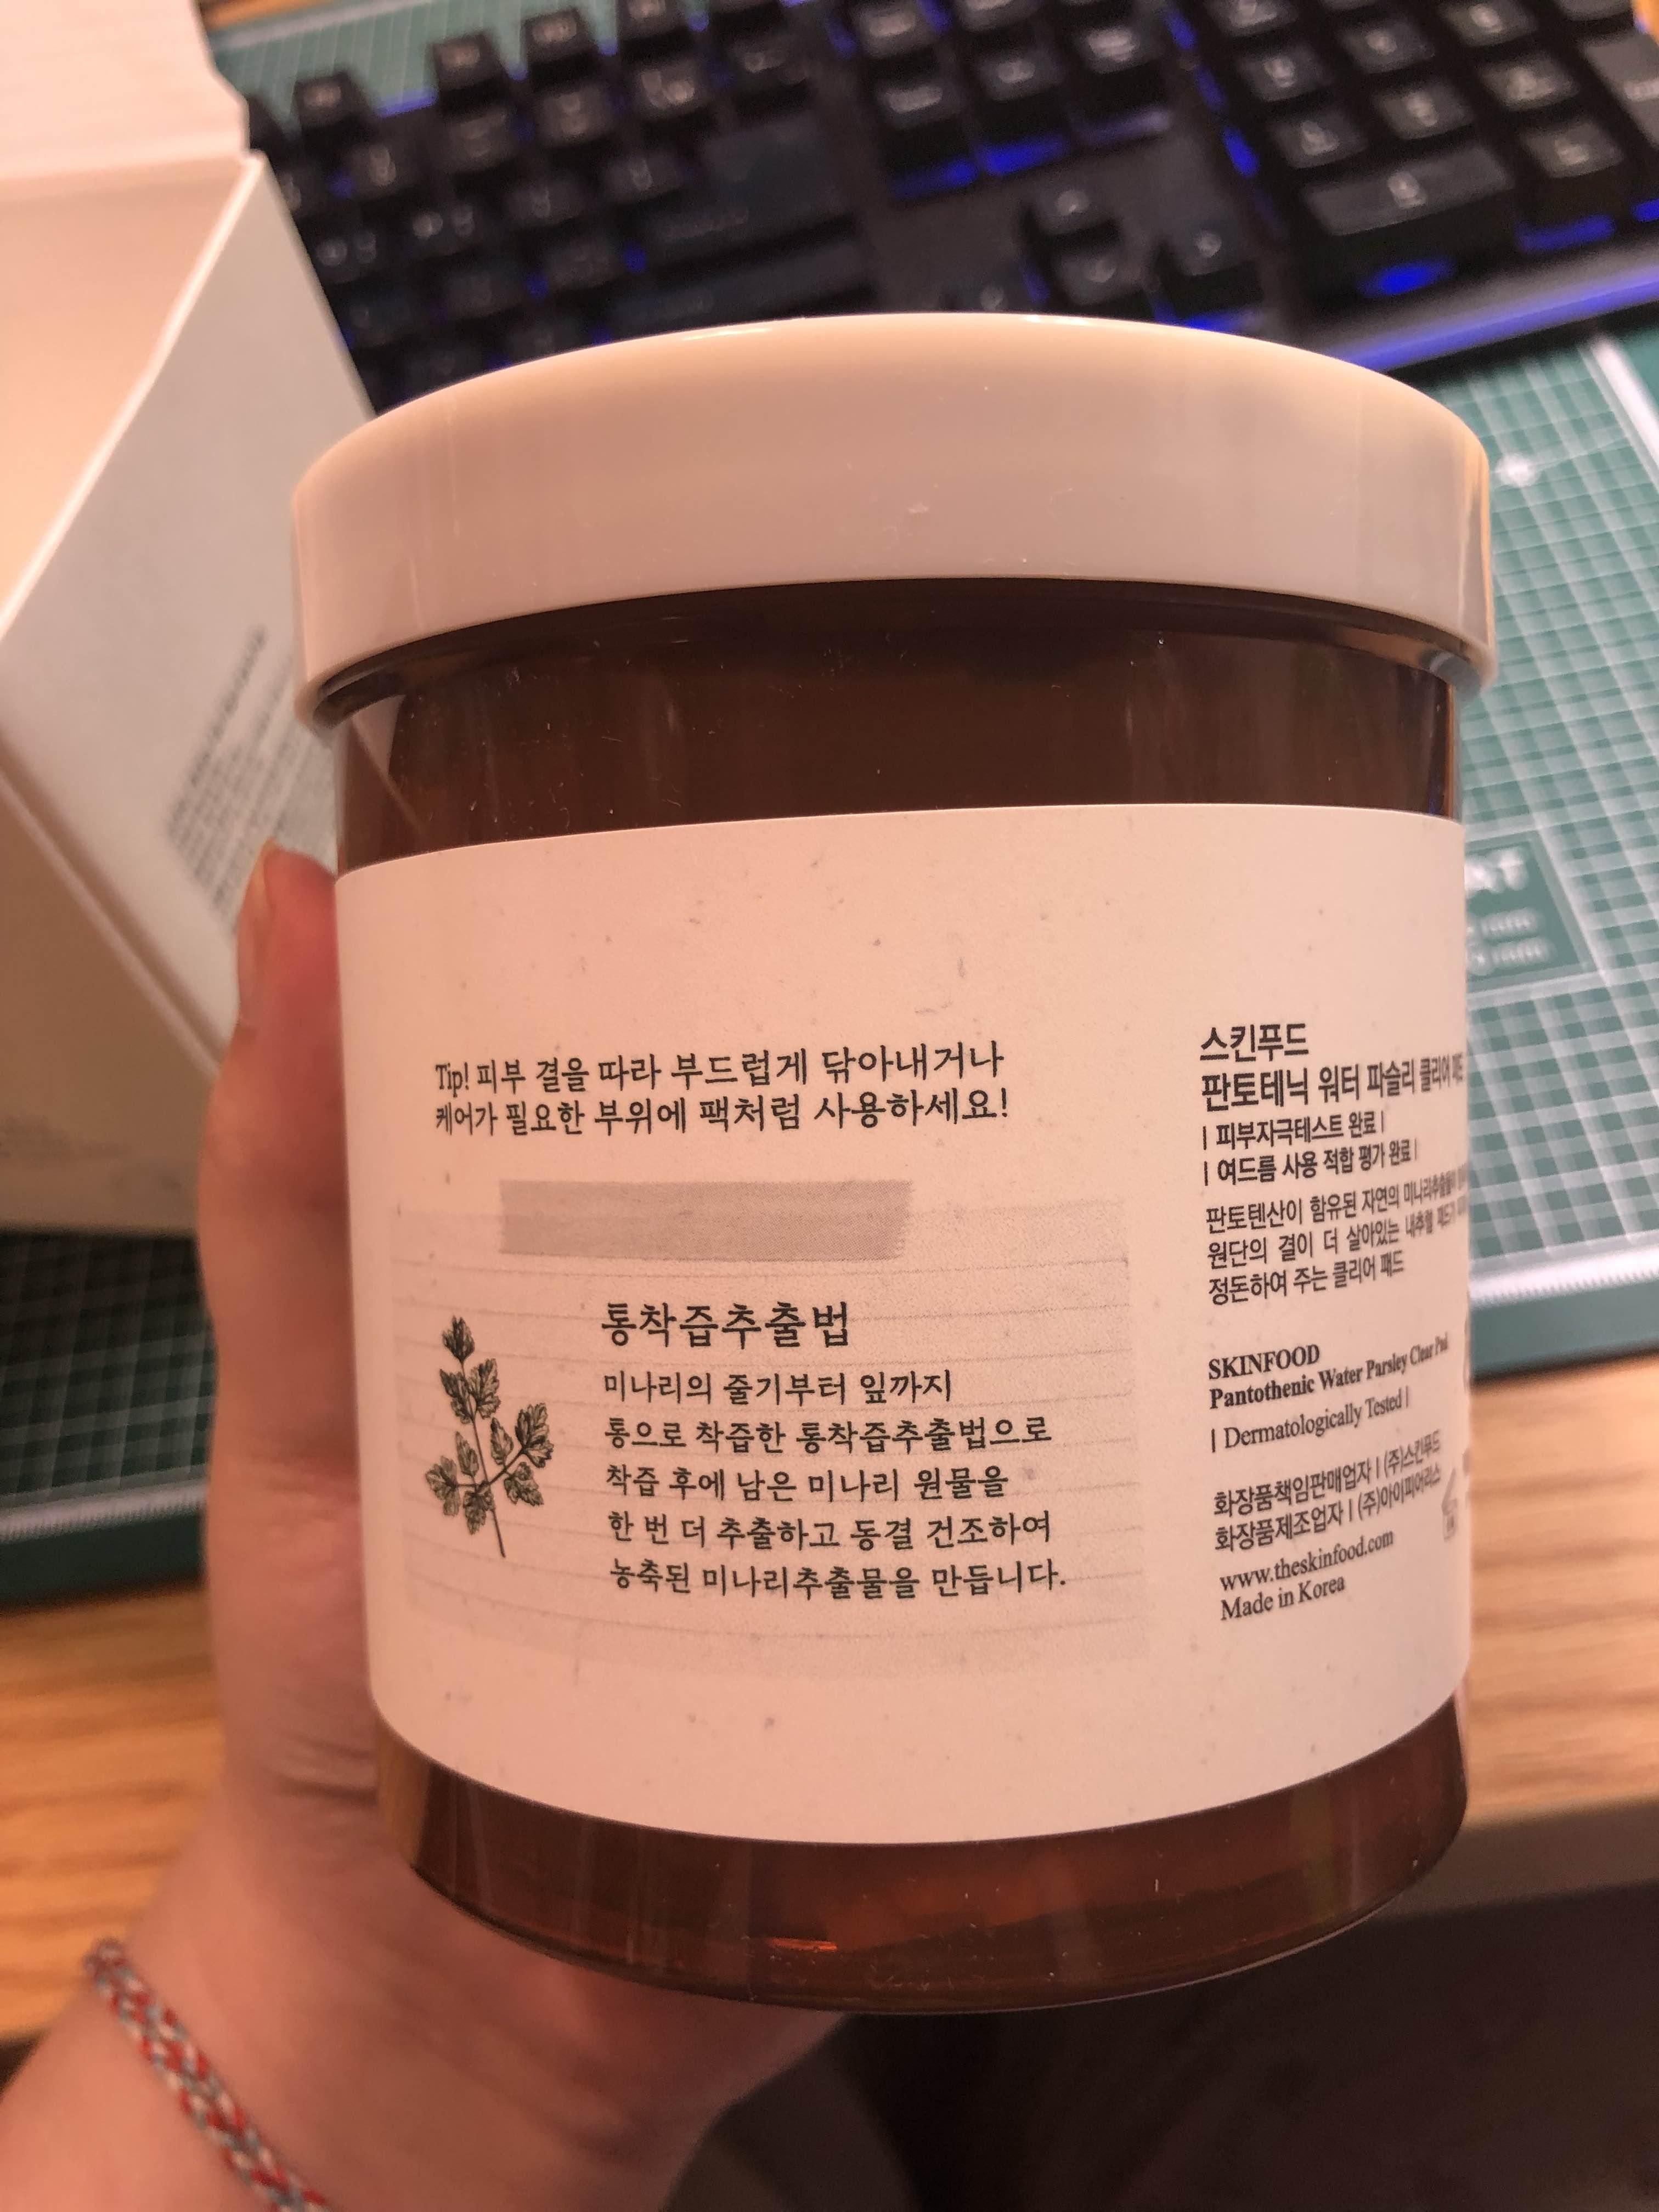 Tip! 피부 결을 따라 부드럽게 닦아내거나
케어가 필요한 부위에 팩처럼 사용하세요!
통착즙추출법
미나리의 줄기부터 잎까지
통으로 착즙한 통착즙추출법으로
착즙 후에 남은 미나리 원물을
한 번 더 추출하고 동결 건조하여
농축된 미나리추출물을 만듭니다.
스킨푸드
판토테닉 워터 파슬리 클리어 패드
| 피부자극테스트 완료 |
| 여드름 사용 적합 평가 완료 |
판토텐산이 함유된 자연의 미나리추출물이
원단의 결이 더 살아있는 내추럴 패드가
정돈하여 주는 클리어 패드
SKINFOOD
Pantothenic Water Parsley Clear Pad
| Dermatologically Tested |
화장품책임판매업자 | (주)스킨푸드
화장품제조업자 | (주)아이피어리스
www.theskinfood.com
Made in Korea